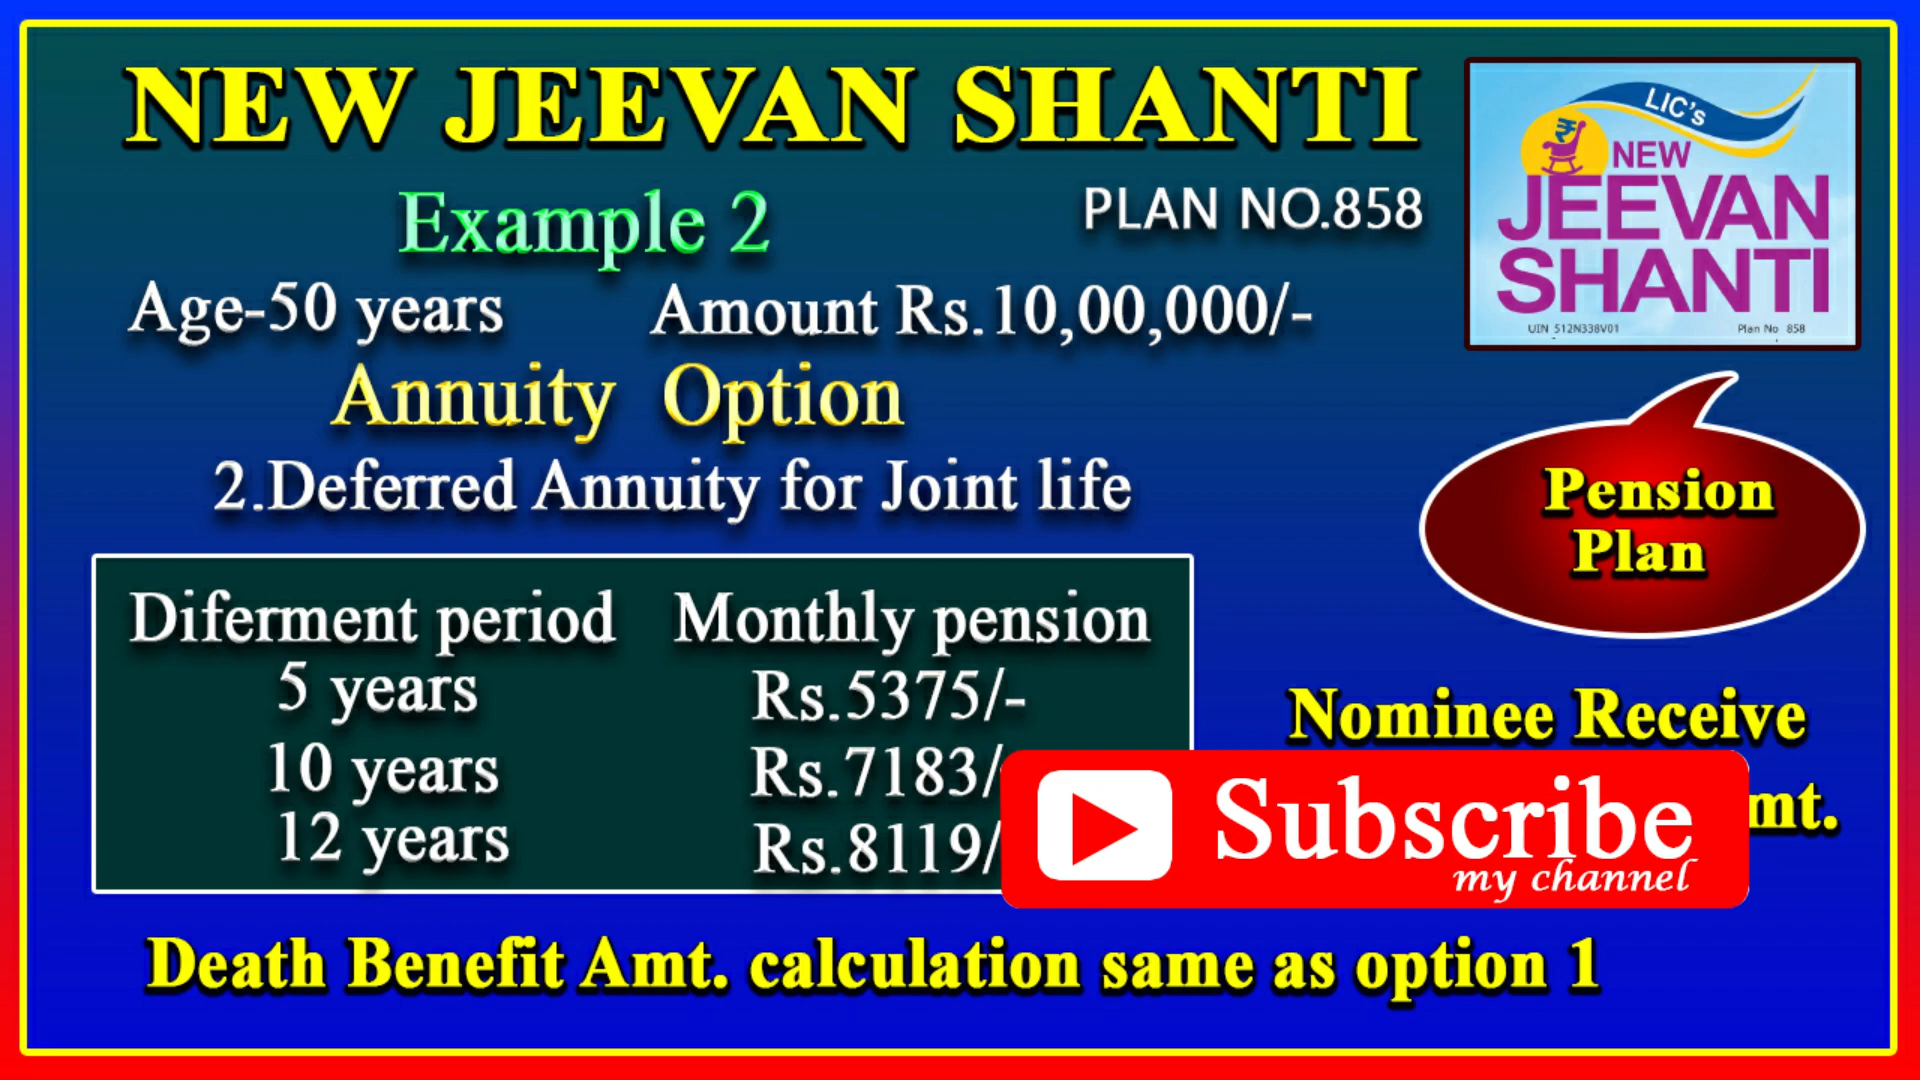 NEW JEEVAN SHANTI
LIC's
₹
NEW
JEEVAN
SHANTI
UIN 512N338V01 Plan No 858
Example 2 PLAN NO.858
Age-50 years Amount Rs.10,00,000/-
Annuity Option
2.Deferred Annuity for Joint life
Pension
Plan
Diferment period Monthly pension
5 years Rs.5375/-
10 years Rs.7183/
12 years Rs.8119/
Nominee Receive
mt.
Subscribe
my channel
Death Benefit Amt. calculation same as option 1